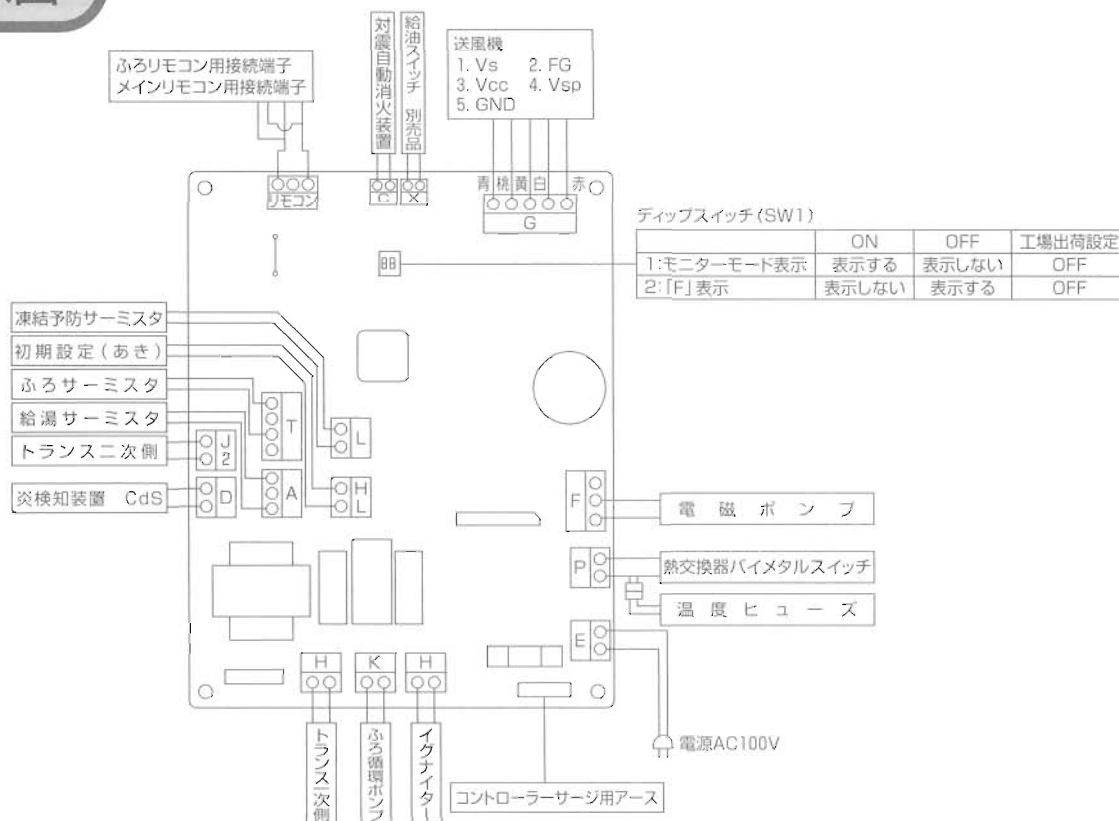 ふろリモコン用接続端子
メインリモコン用接続端子
対震自動消火装置
給油スイッチ 別売品
送風機
1. Vs 2. FG
3. Vcc 4. Vsp
5. GND
リモコン
C
X
青 桃 黄 白 赤
G
ディップスイッチ(SW1)
ON OFF 工場出荷設定
1:モニターモード表示 表示する 表示しない OFF
2:「F」表示 表示しない 表示する OFF
凍結予防サーミスタ
初期設定(あき)
ふろサーミスタ
給湯サーミスタ
トランス二次側
炎検知装置 CdS
T
L
J2
D
A
HL
F
電磁ポンプ
P
熱交換器バイメタルスイッチ
温度ヒューズ
E
電源AC100V
H
K
H
トランス一次側
ふろ循環ポンプ
イグナイター
コントローラーサージ用アース